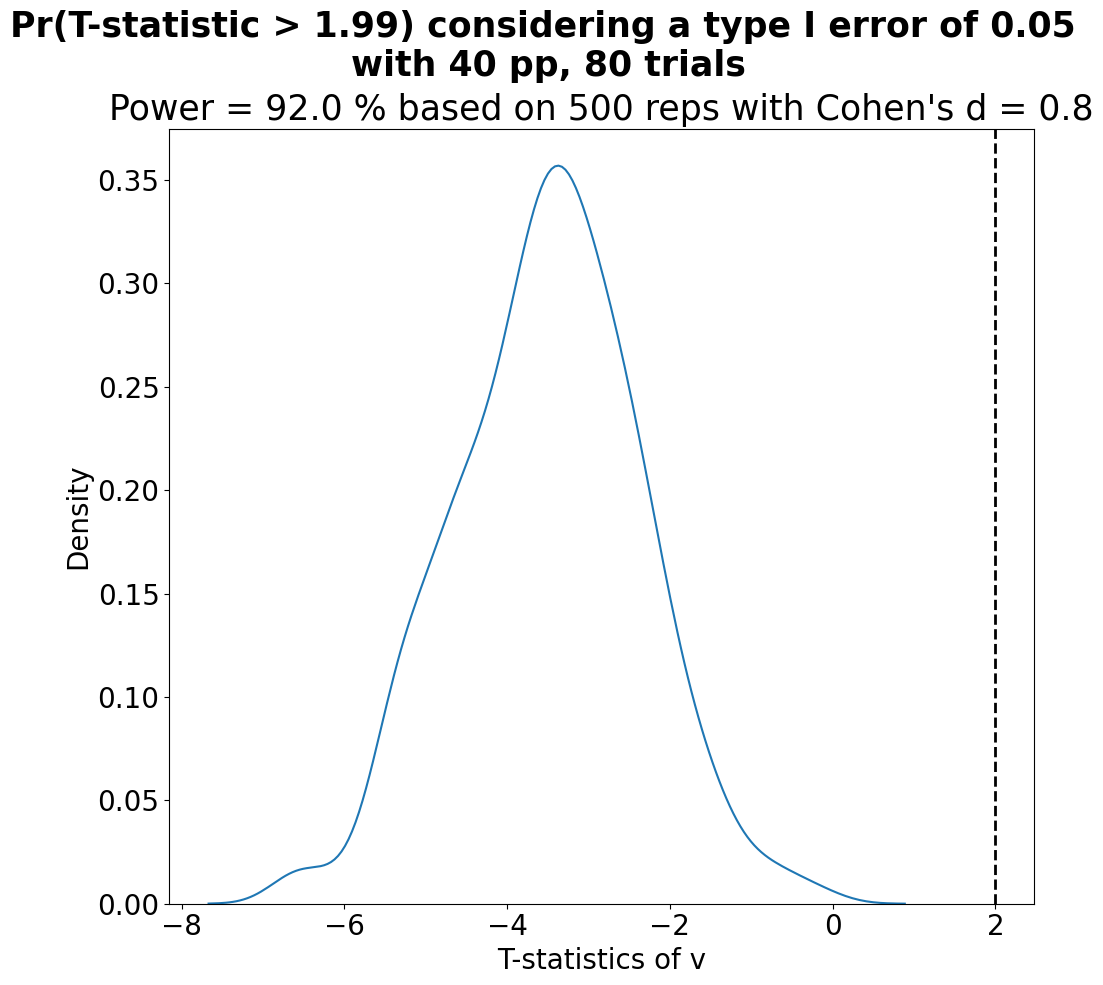 Pr(T-statistic > 1.99) considering a type I error of 0.05
with 40 pp, 80 trials
Power = 92.0 % based on 500 reps with Cohen's d = 0.8
0.35
0.30
0.25
0.20
0.15
0.10
0.05
0.00
Density
−8
−6
−4
−2
0
2
T-statistics of v